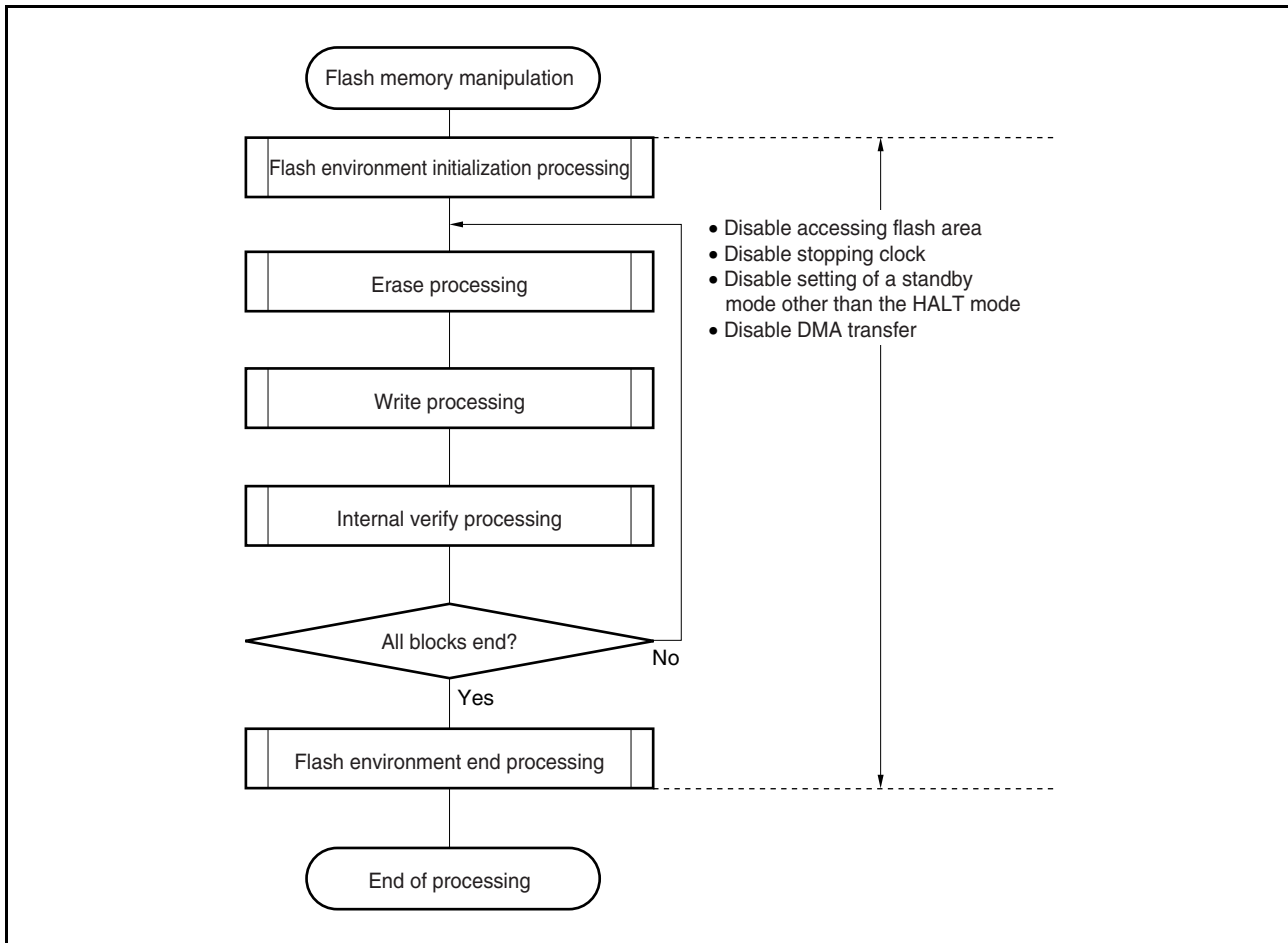 Flash memory manipulation
Flash environment initialization processing
● Disable accessing flash area
● Disable stopping clock
● Disable setting of a standby
mode other than the HALT mode
● Disable DMA transfer
Erase processing
Write processing
Internal verify processing
All blocks end?
No
Yes
Flash environment end processing
End of processing